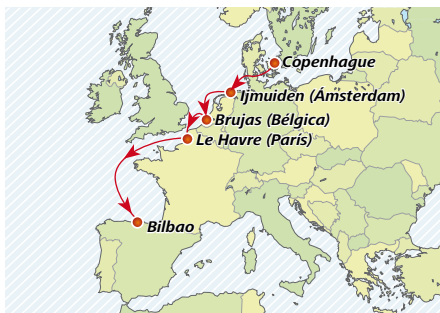 Copenhague
Ijmuiden (Ámsterdam)
Brujas (Bélgica)
Le Havre (París)
Bilbao